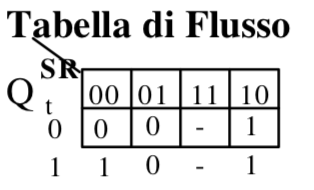 Tabella di Flusso
SR
Q t 00 01 11 10
0 0 0 - 1
1 1 0 - 1